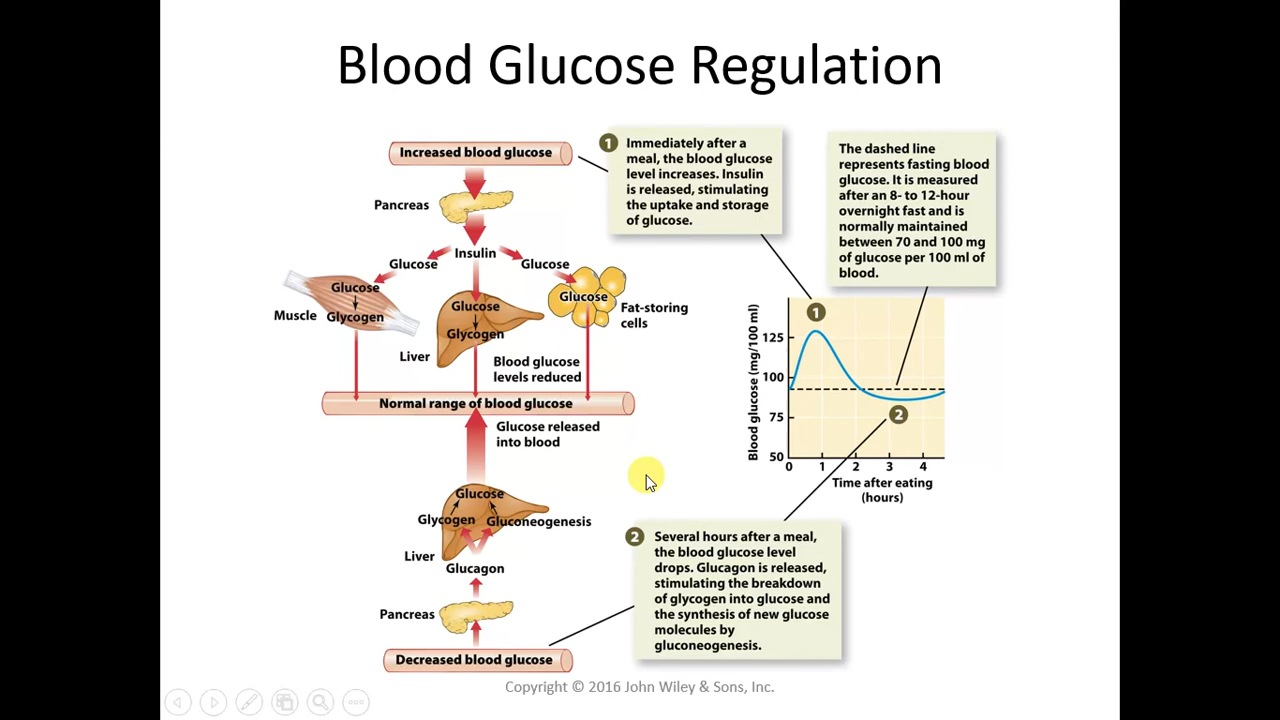 Blood Glucose Regulation
Increased blood glucose
Pancreas
Insulin
Glucose
Glucose
Glucose
Glycogen
Muscle
Glucose
Glycogen
Liver
Glucose
Fat-storing
cells
Blood glucose
levels reduced
Normal range of blood glucose
Glucose released
into blood
Glucose
Glycogen
Gluconeogenesis
Liver
Glucagon
Pancreas
Decreased blood glucose
1
Immediately after a
meal, the blood glucose
level increases. Insulin
is released, stimulating
the uptake and storage
of glucose.
The dashed line
represents fasting blood
glucose. It is measured
after an 8- to 12-hour
overnight fast and is
normally maintained
between 70 and 100 mg
of glucose per 100 ml of
blood.
Blood glucose (mg/100 ml)
125
100
75
50
1
2
0 1 2 3 4
Time after eating
(hours)
2
Several hours after a meal,
the blood glucose level
drops. Glucagon is released,
stimulating the breakdown
of glycogen into glucose and
the synthesis of new glucose
molecules by
gluconeogenesis.
Copyright © 2016 John Wiley & Sons, Inc.